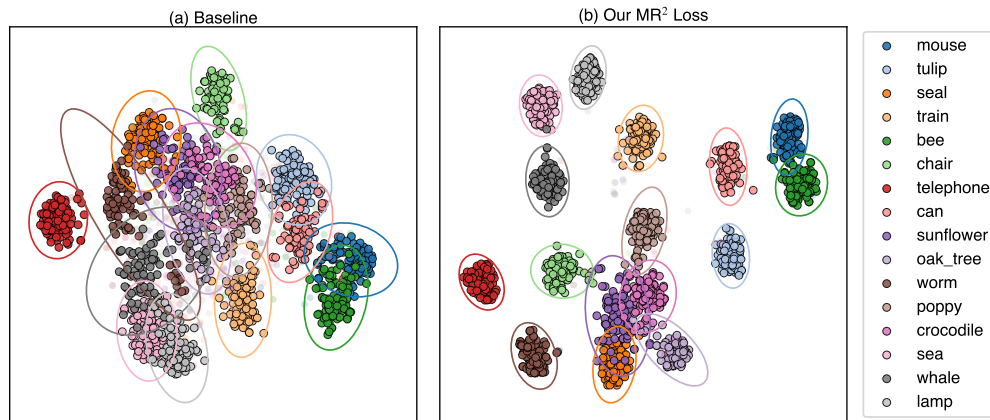 (a) Baseline
(b) Our MR² Loss
mouse
tulip
seal
train
bee
chair
telephone
can
sunflower
oak_tree
worm
poppy
crocodile
sea
whale
lamp